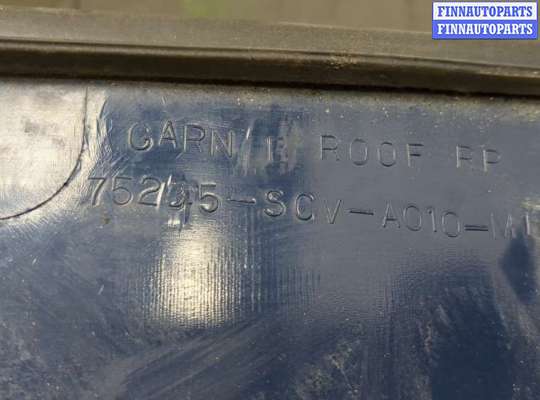 FINNAUTOPARTS
FINNAUTOPARTS
GARN R ROOF RR
75255-SCV-A010-M1